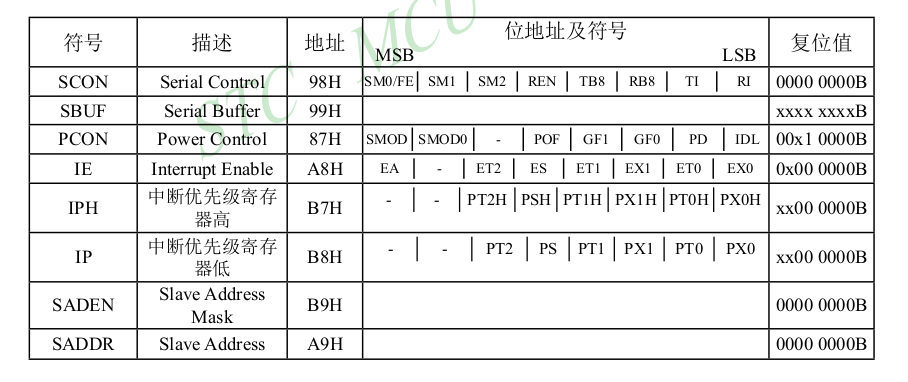 符号 描述 地址 位地址及符号 复位值
MSB LSB
SCON Serial Control 98H SM0/FE SM1 SM2 REN TB8 RB8 TI RI 0000 0000B
SBUF Serial Buffer 99H xxxx xxxxB
PCON Power Control 87H SMOD SMOD0 - POF GF1 GF0 PD IDL 00x1 0000B
IE Interrupt Enable A8H EA - ET2 ES ET1 EX1 ET0 EX0 0x00 0000B
IPH 中断优先级寄存 B7H - - PT2H PSH PT1H PX1H PT0H PX0H xx00 0000B
器高
IP 中断优先级寄存 B8H - - PT2 PS PT1 PX1 PT0 PX0 xx00 0000B
器低
SADEN Slave Address B9H 0000 0000B
Mask
SADDR Slave Address A9H 0000 0000B
STC MCU